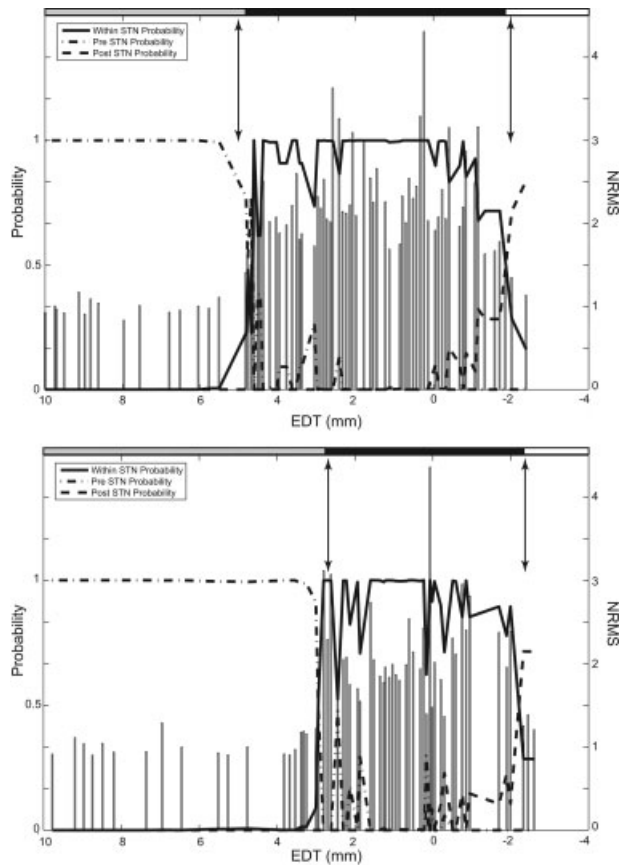 Within STN Probability
Pre STN Probability
Post STN Probability
Probability
NRMS
1
0.5
0
4
3
2
1
0
10 8 6 4 2 0 -2 -4
EDT (mm)
Within STN Probability
Pre STN Probability
Post STN Probability
Probability
NRMS
1
0.5
0
4
3
2
1
0
10 8 6 4 2 0 -2 -4
EDT (mm)